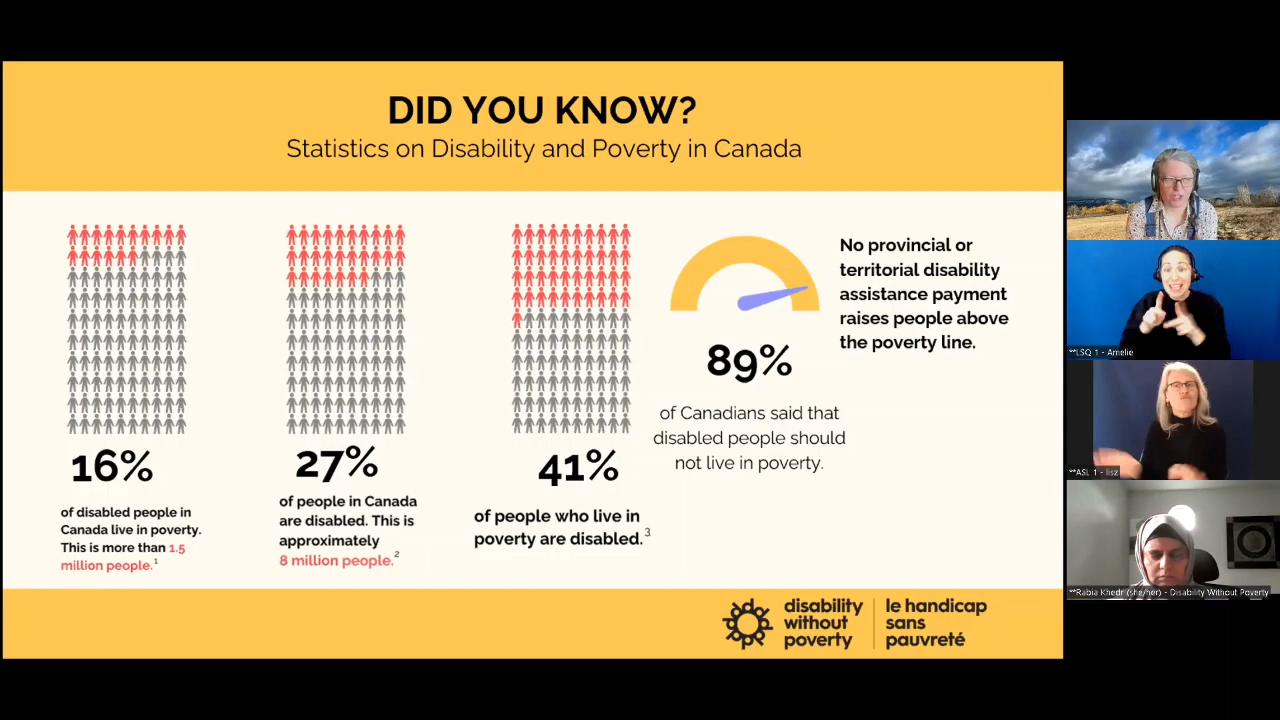 DID YOU KNOW?
Statistics on Disability and Poverty in Canada
16%
of disabled people in
Canada live in poverty.
This is more than 1.5
million people.¹
27%
of people in Canada
are disabled. This is
approximately
8 million people.²
41%
of people who live in
poverty are disabled.³
89%
of Canadians said that
disabled people should
not live in poverty.
No provincial or
territorial disability
assistance payment
raises people above
the poverty line.
disability
without
poverty
le handicap
sans
pauvreté
**LSQ 1 - Amelie
**ASL 1 - lisz
**Rabia Khedr (she/her) - Disability Without Poverty